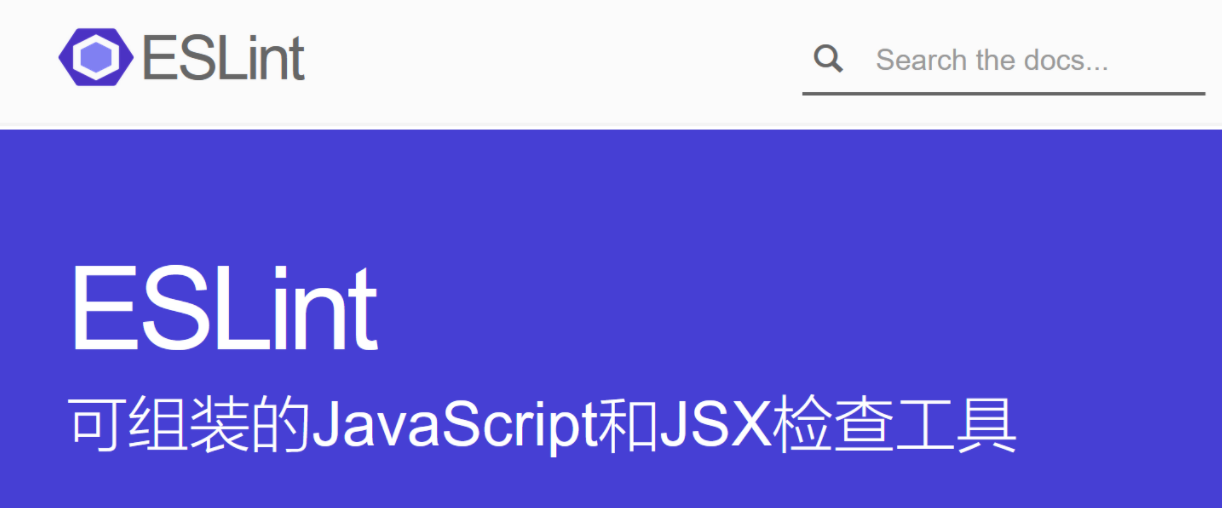 ESLint
Search the docs...
ESLint
可组装的JavaScript和JSX检查工具